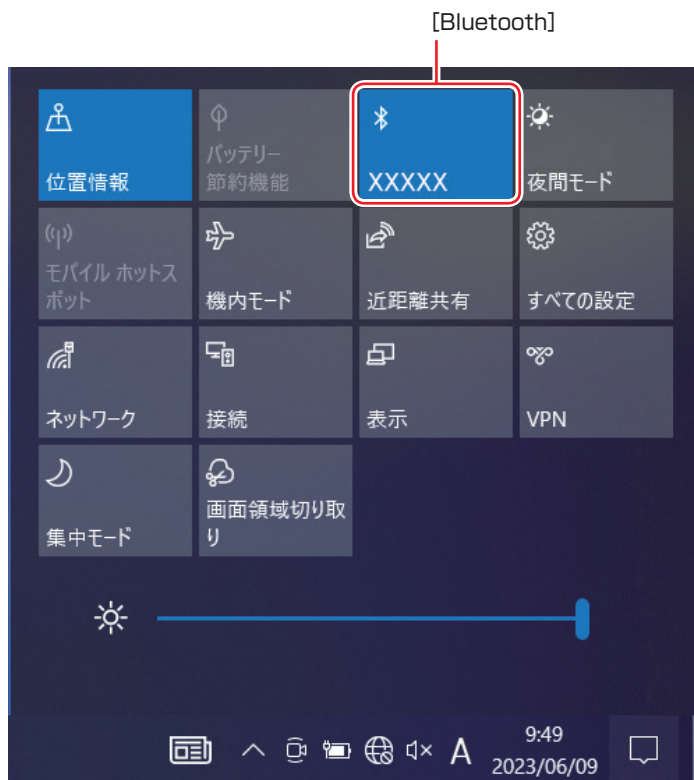 [Bluetooth]
位置情報
バッテリー
節約機能
XXXXX
夜間モード
モバイル ホットス
ポット
機内モード
近距離共有
すべての設定
ネットワーク
接続
表示
VPN
集中モード
画面領域切り取
り
A
9:49
2023/06/09